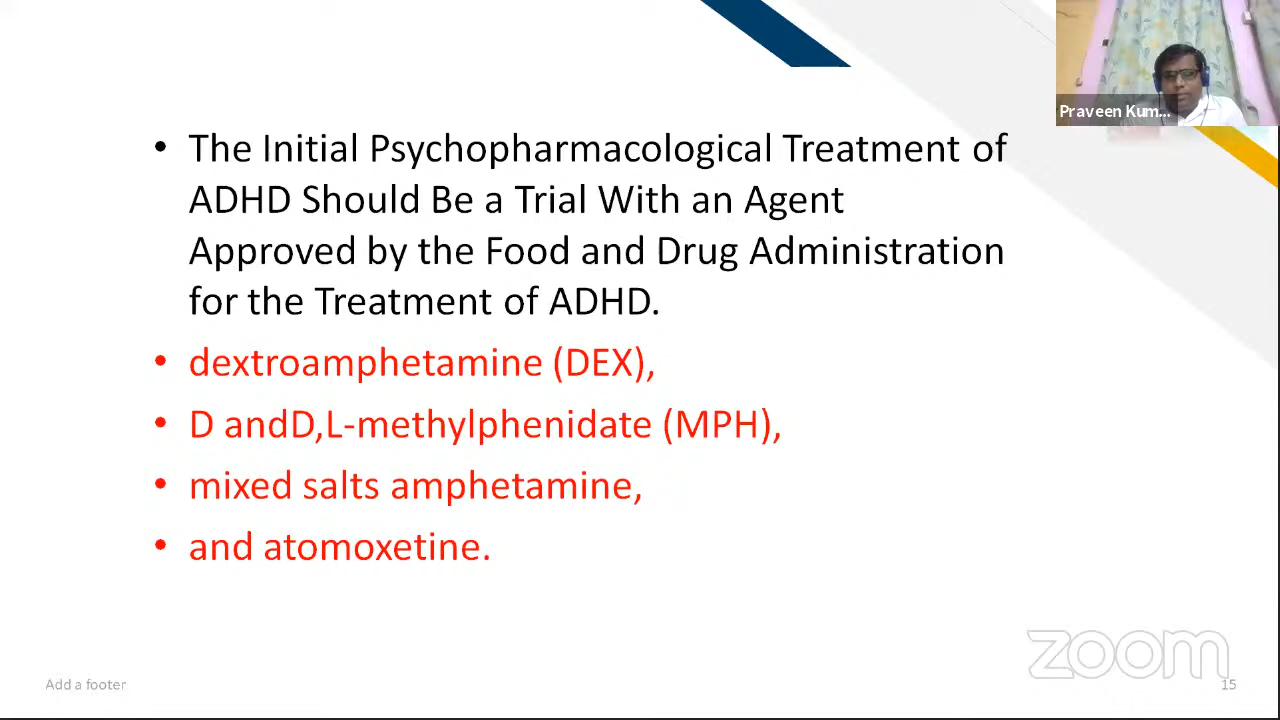 Praveen Kum...
• The Initial Psychopharmacological Treatment of
ADHD Should Be a Trial With an Agent
Approved by the Food and Drug Administration
for the Treatment of ADHD.
• dextroamphetamine (DEX),
• D andD,L-methylphenidate (MPH),
• mixed salts amphetamine,
• and atomoxetine.
zoom
Add a footer
15